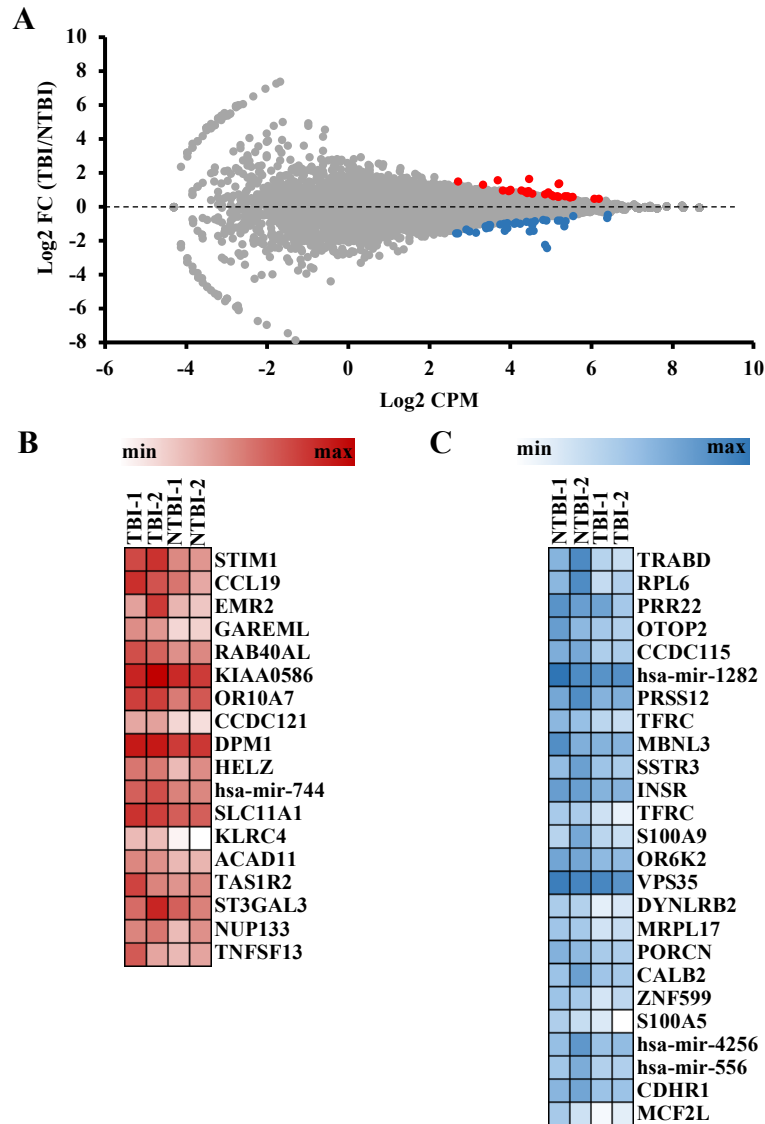 A
10
8
6
4
2
0
-2
-4
-6
-8
Log2 FC (TBI/NTBI)
-6 -4 -2 0 2 4 6 8 10
Log2 CPM
B
min max
TBI-1 TBI-2 NTBI-1 NTBI-2
STIM1
CCL19
EMR2
GAREML
RAB40AL
KIAA0586
OR10A7
CCDC121
DPM1
HELZ
hsa-mir-744
SLC11A1
KLRC4
ACAD11
TAS1R2
ST3GAL3
NUP133
TNFSF13
C
min max
NTBI-1 NTBI-2 TBI-1 TBI-2
TRABD
RPL6
PRR22
OTOP2
CCDC115
hsa-mir-1282
PRSS12
TFRC
MBNL3
SSTR3
INSR
TFRC
S100A9
OR6K2
VPS35
DYNLRB2
MRPL17
PORCN
CALB2
ZNF599
S100A5
hsa-mir-4256
hsa-mir-556
CDHR1
MCF2L